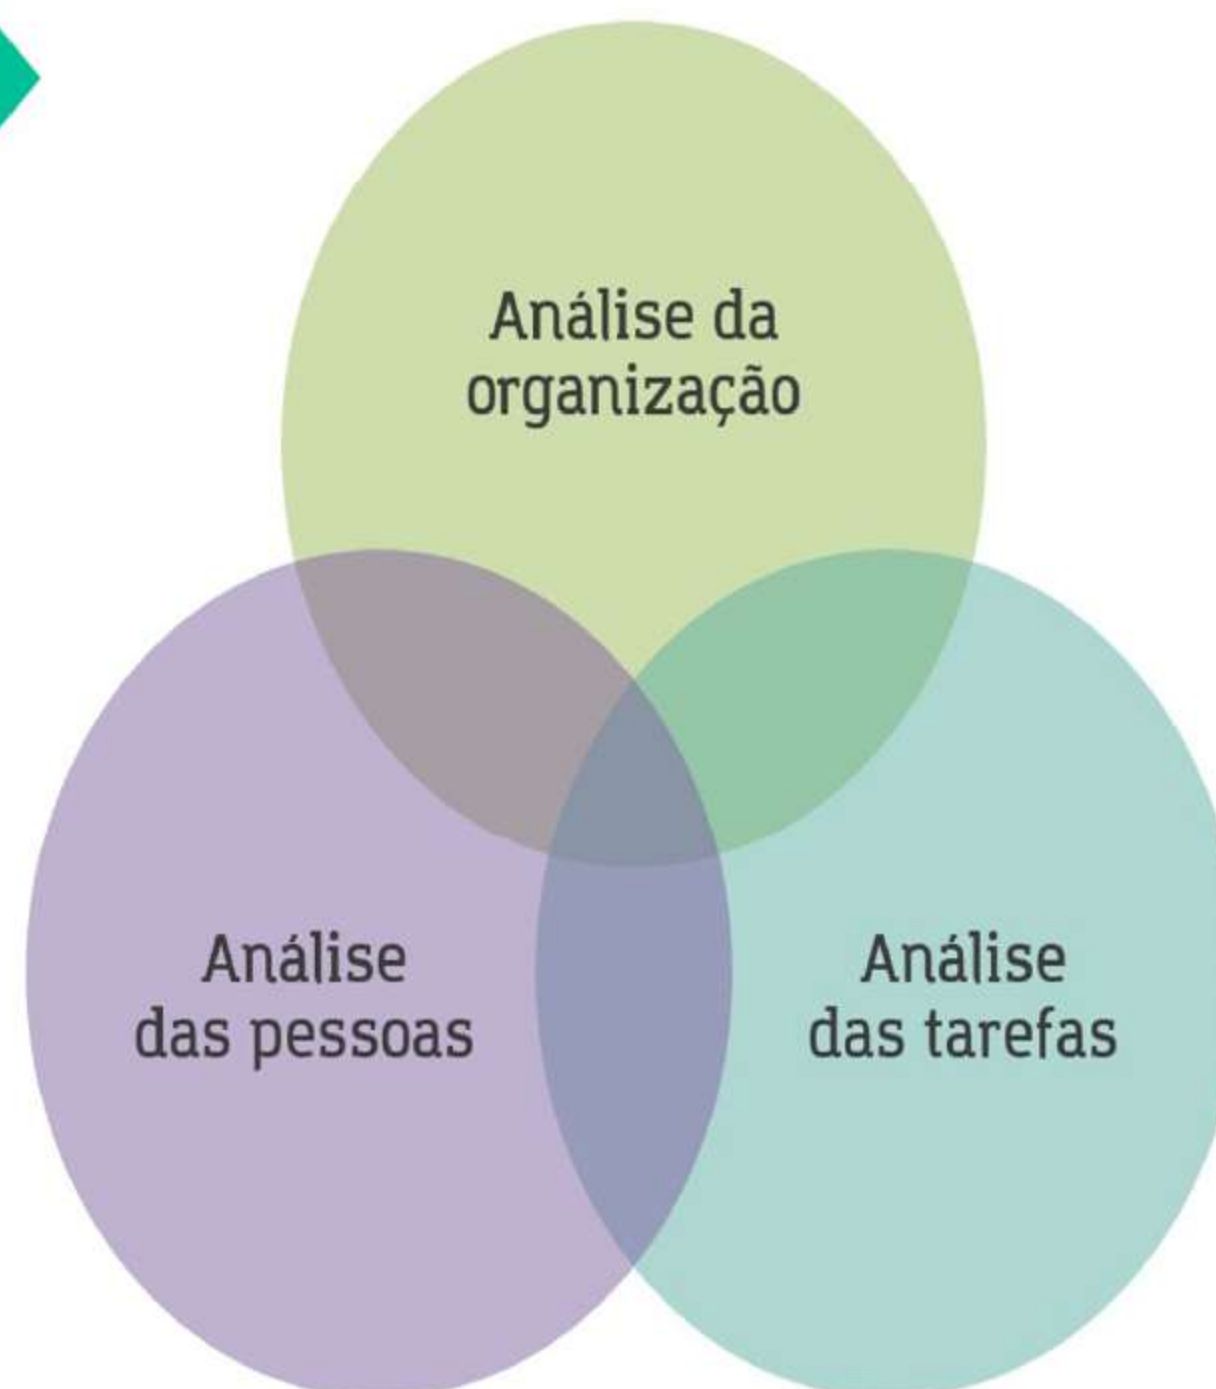 Análise da
organização
Análise
das pessoas
Análise
das tarefas